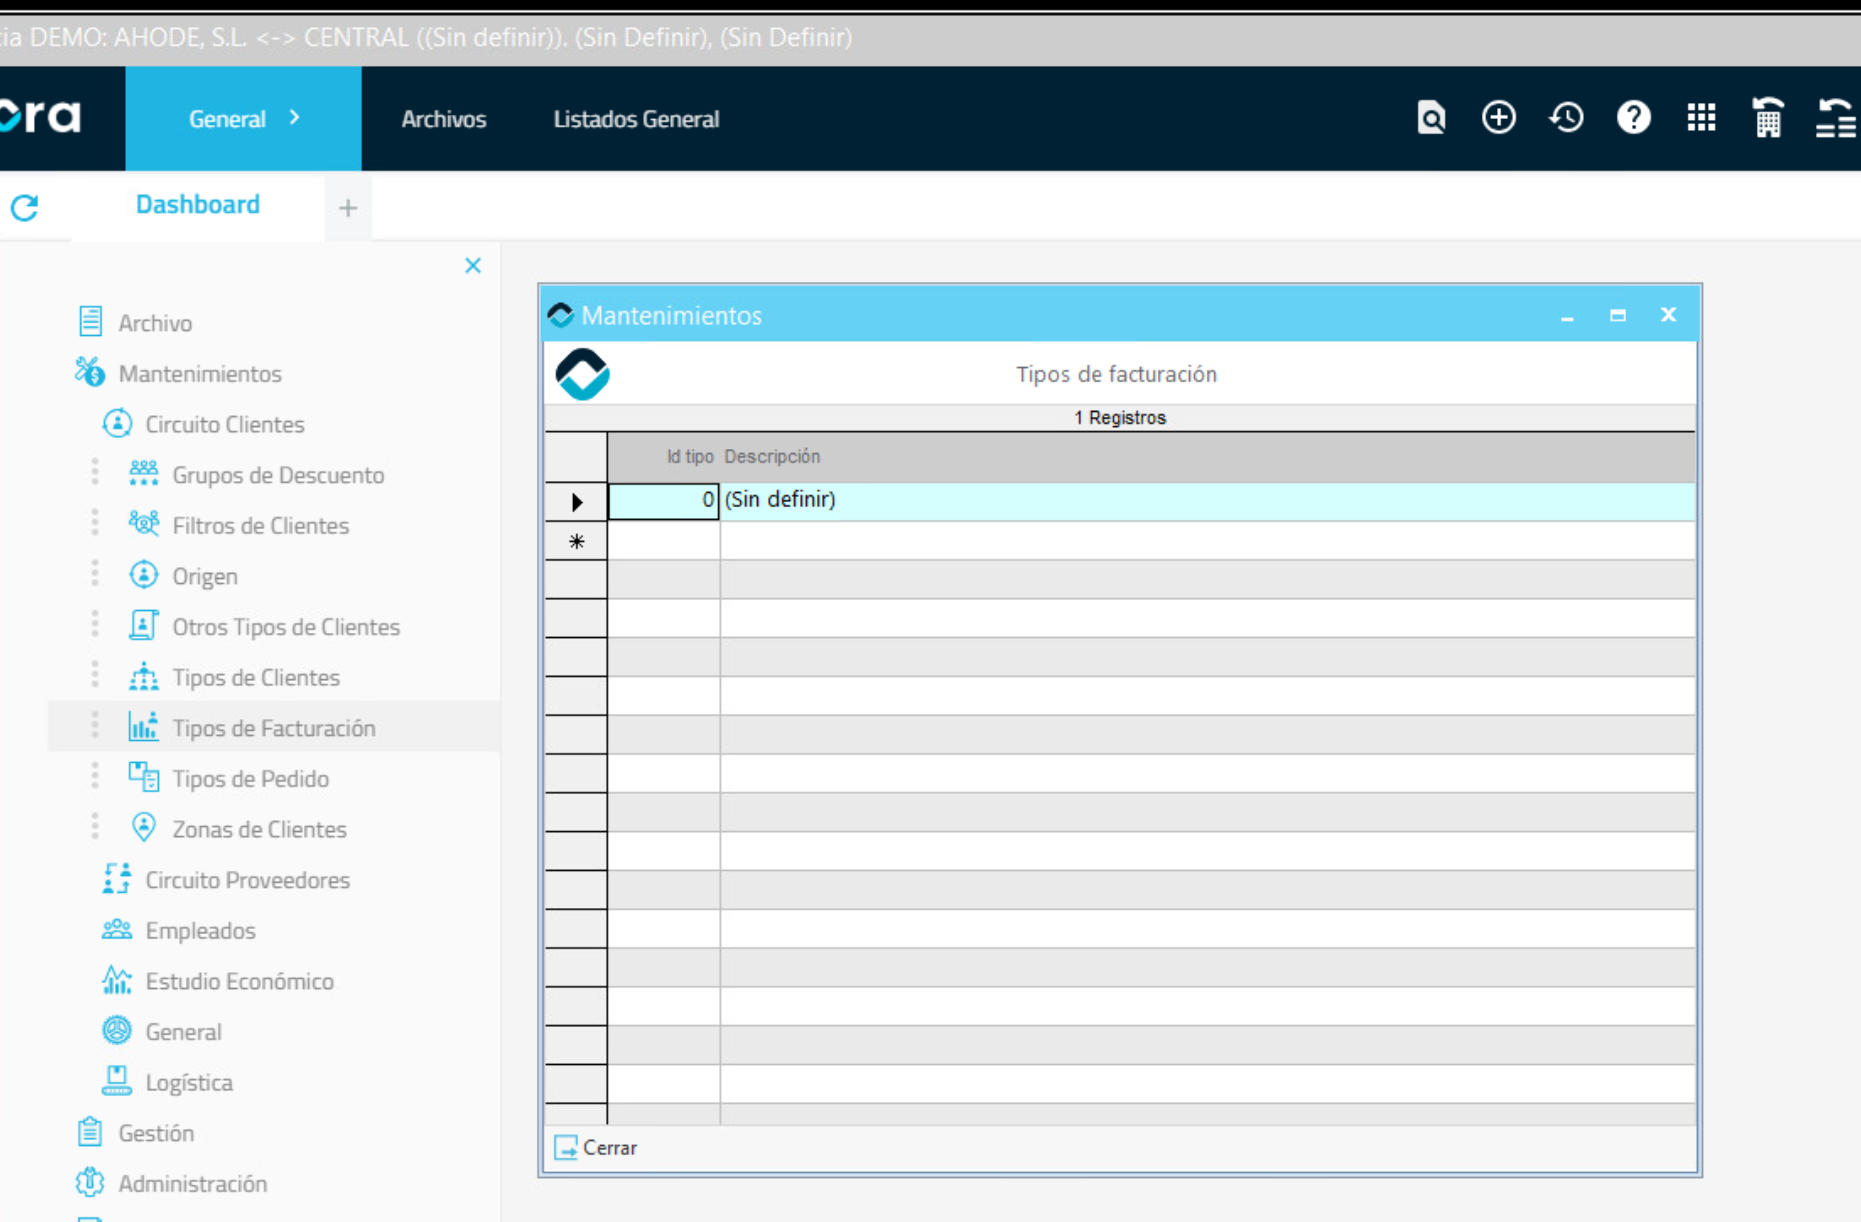 DEMO: AHODE, S.L. <-> CENTRAL ((Sin definir)). (Sin Definir), (Sin Definir)
General > Archivos Listados General
Dashboard +
Archivo
Mantenimientos
Circuito Clientes
Grupos de Descuento
Filtros de Clientes
Origen
Otros Tipos de Clientes
Tipos de Clientes
Tipos de Facturación
Tipos de Pedido
Zonas de Clientes
Circuito Proveedores
Empleados
Estudio Económico
General
Logística
Gestión
Administración
Mantenimientos
Tipos de facturación
1 Registros
Id tipo Descripción
0 (Sin definir)
Cerrar